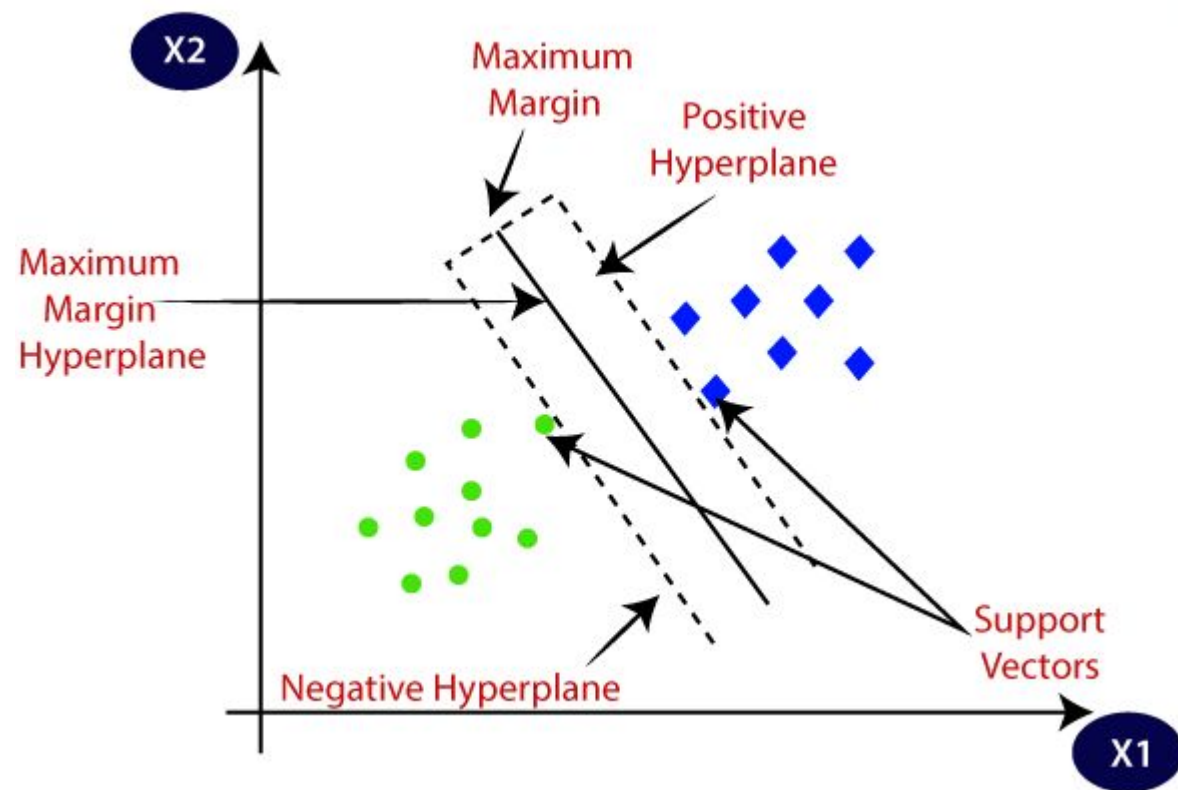 X2
Maximum
Margin
Positive
Hyperplane
Maximum
Margin
Hyperplane
Support
Vectors
Negative Hyperplane
X1